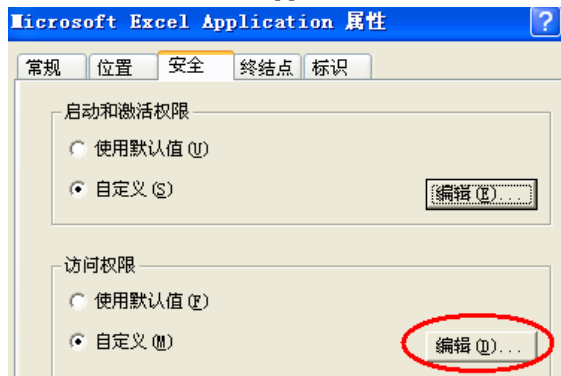 Microsoft Excel Application 属性
?
常规 位置 安全 终结点 标识
启动和激活权限
使用默认值(U)
自定义(S)
编辑(E)...
访问权限
使用默认值(F)
自定义(M)
编辑(D)...